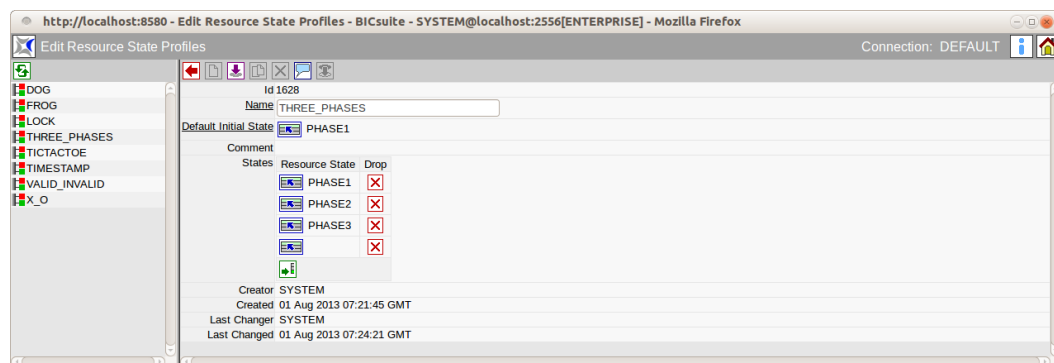 http://localhost:8580 - Edit Resource State Profiles - BICsuite - SYSTEM@localhost:2556[ENTERPRISE] - Mozilla Firefox
Edit Resource State Profiles
Connection: DEFAULT
DOG
FROG
LOCK
THREE_PHASES
TICTACTOE
TIMESTAMP
VALID_INVALID
X_O
Id 1628
Name THREE_PHASES
Default Initial State PHASE1
Comment
States Resource State Drop
PHASE1
PHASE2
PHASE3
Creator SYSTEM
Created 01 Aug 2013 07:21:45 GMT
Last Changer SYSTEM
Last Changed 01 Aug 2013 07:24:21 GMT